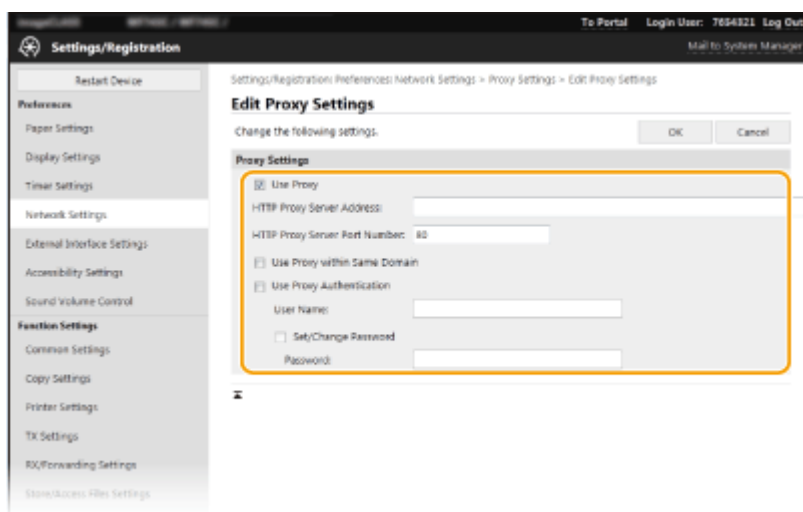 To Portal Login User: 7654321 Log Out
Settings/Registration
Mail to System Manager
Restart Device
Preferences
Paper Settings
Display Settings
Timer Settings
Network Settings
External Interface Settings
Accessibility Settings
Sound Volume Control
Function Settings
Common Settings
Copy Settings
Printer Settings
TX Settings
RX/Forwarding Settings
Store/Access Files Settings
Settings/Registration: Preferences: Network Settings > Proxy Settings > Edit Proxy Settings
Edit Proxy Settings
Change the following settings.
OK Cancel
Proxy Settings
Use Proxy
HTTP Proxy Server Address:
HTTP Proxy Server Port Number: 80
Use Proxy within Same Domain
Use Proxy Authentication
User Name:
Set/Change Password
Password: